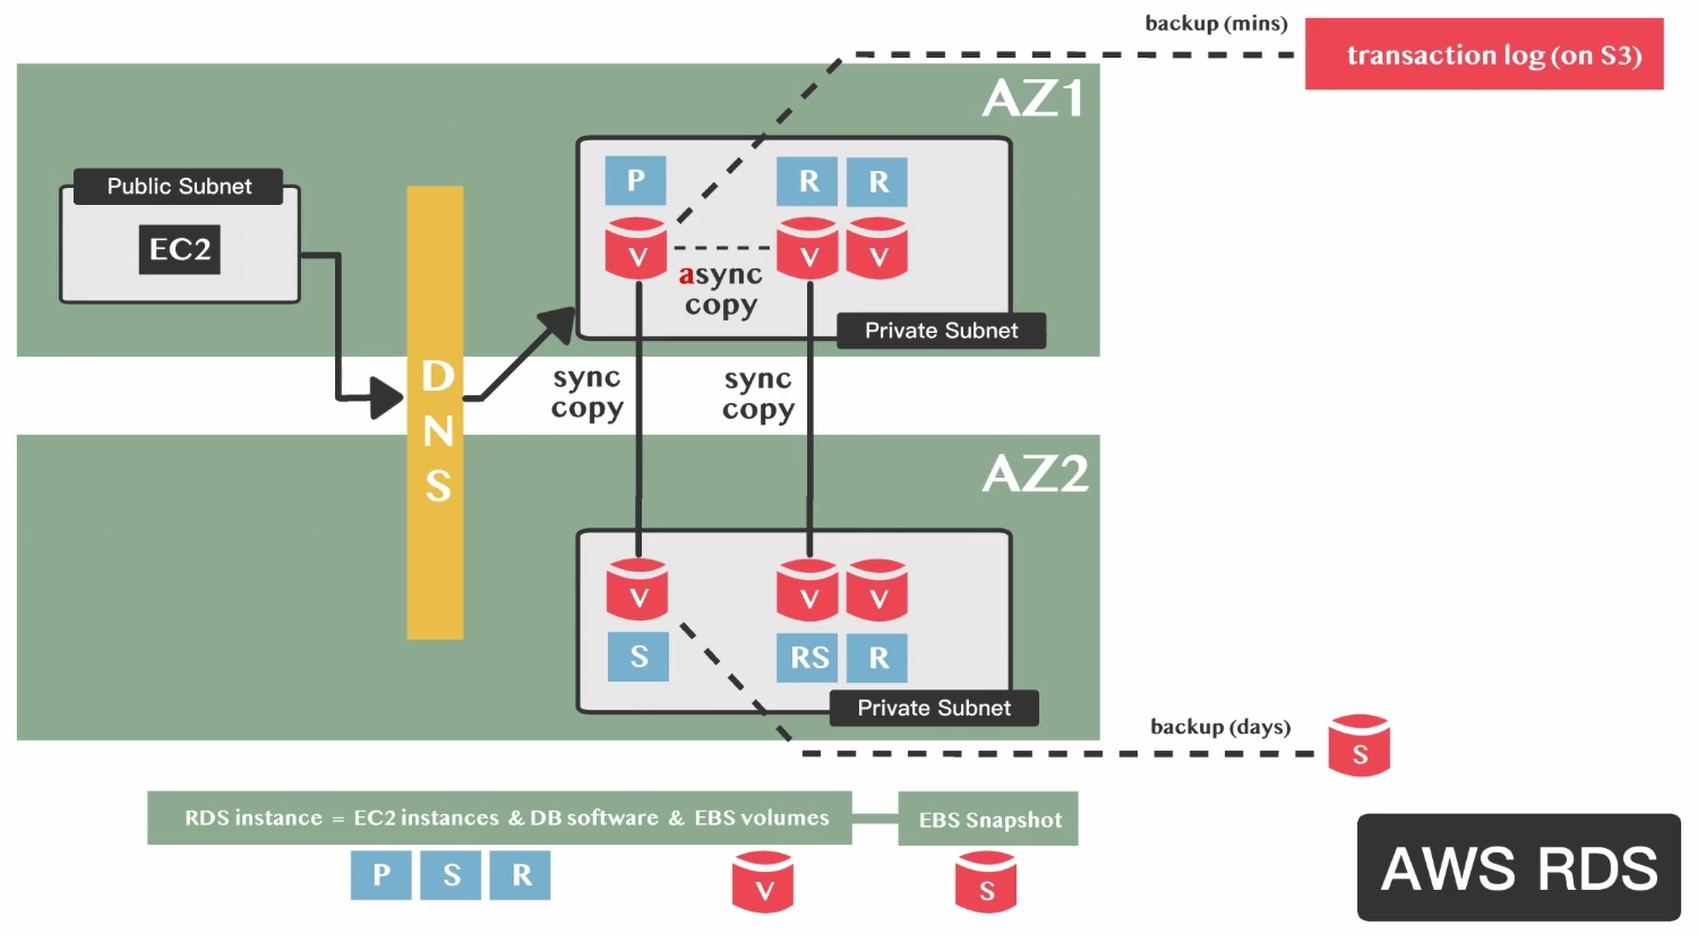 backup (mins)
transaction log (on S3)
AZ1
Public Subnet
EC2
P
R
R
V
V
V
async
copy
Private Subnet
D
N
S
sync
copy
sync
copy
AZ2
V
V
V
S
RS
R
Private Subnet
backup (days)
S
RDS instance = EC2 instances & DB software & EBS volumes
EBS Snapshot
P
S
R
V
S
AWS RDS